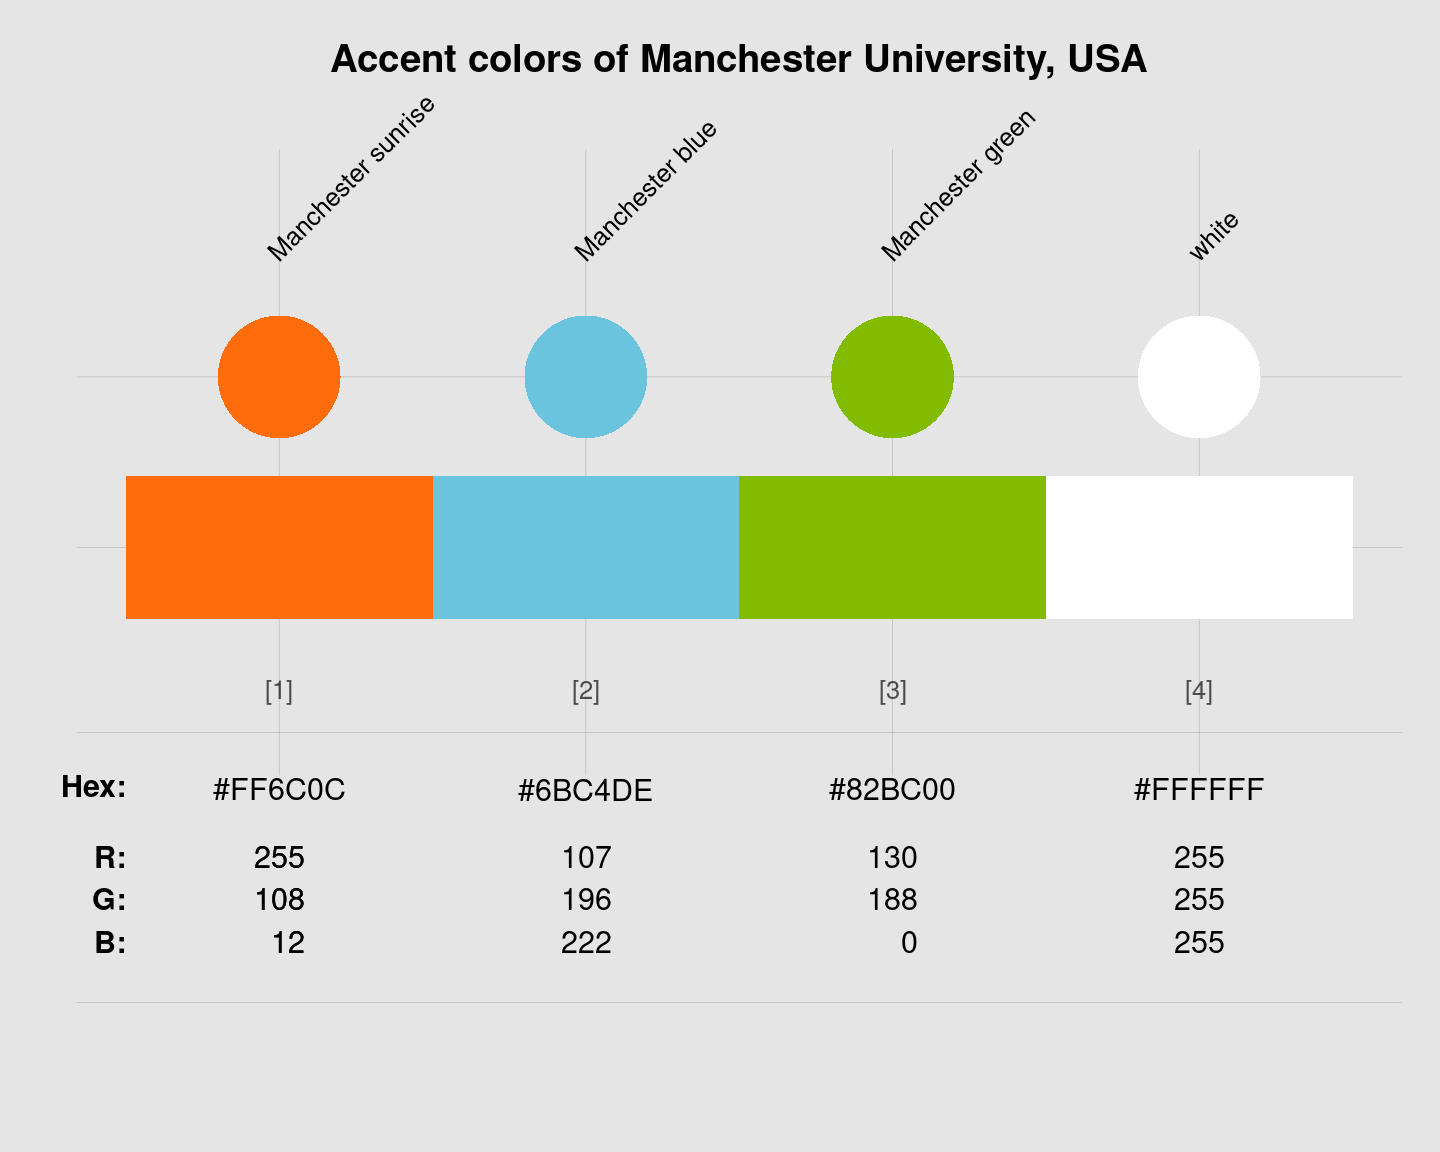 Accent colors of Manchester University, USA
Manchester sunrise
Manchester blue
Manchester green
white
[1] [2] [3] [4]
Hex: #FF6C0C #6BC4DE #82BC00 #FFFFFF
R: 255 107 130 255
G: 108 196 188 255
B: 12 222 0 255